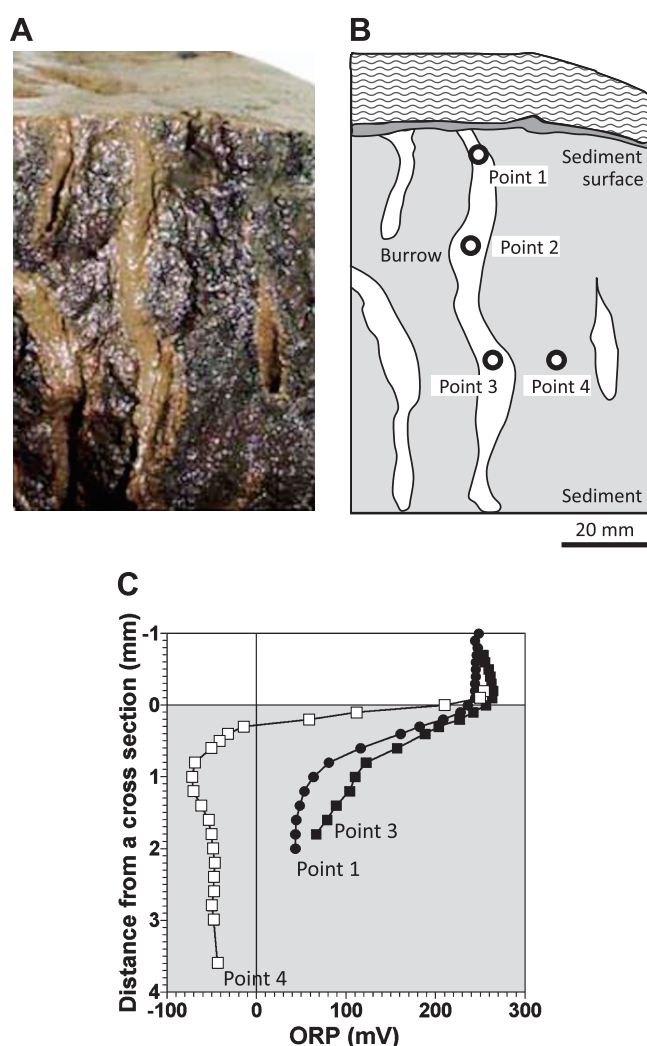 A
B
Sediment
surface
Point 1
Burrow
Point 2
Point 3
Point 4
Sediment
20 mm
C
Distance from a cross section (mm)
-1
0
1
2
3
4
Point 3
Point 1
Point 4
-100
0
100
200
300
ORP (mV)